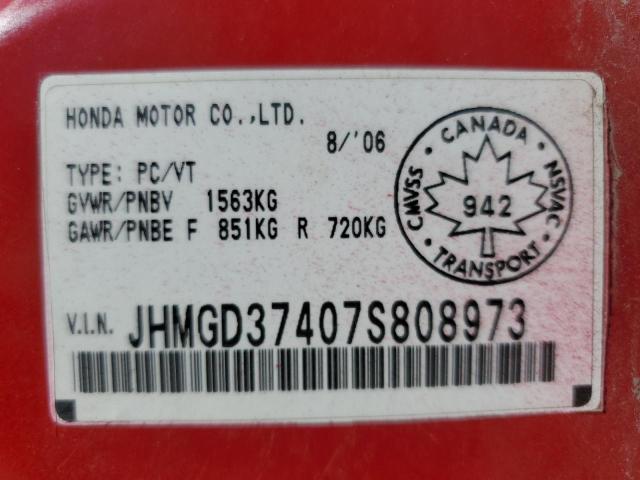 HONDA MOTOR CO.,LTD.
8/'06
TYPE: PC/VT
GVWR/PNBV 1563KG
GAWR/PNBE F 851KG R 720KG
CANADA
CMVSS
942
NSVAC
TRANSPORT
V.I.N. JHMGD37407S808973